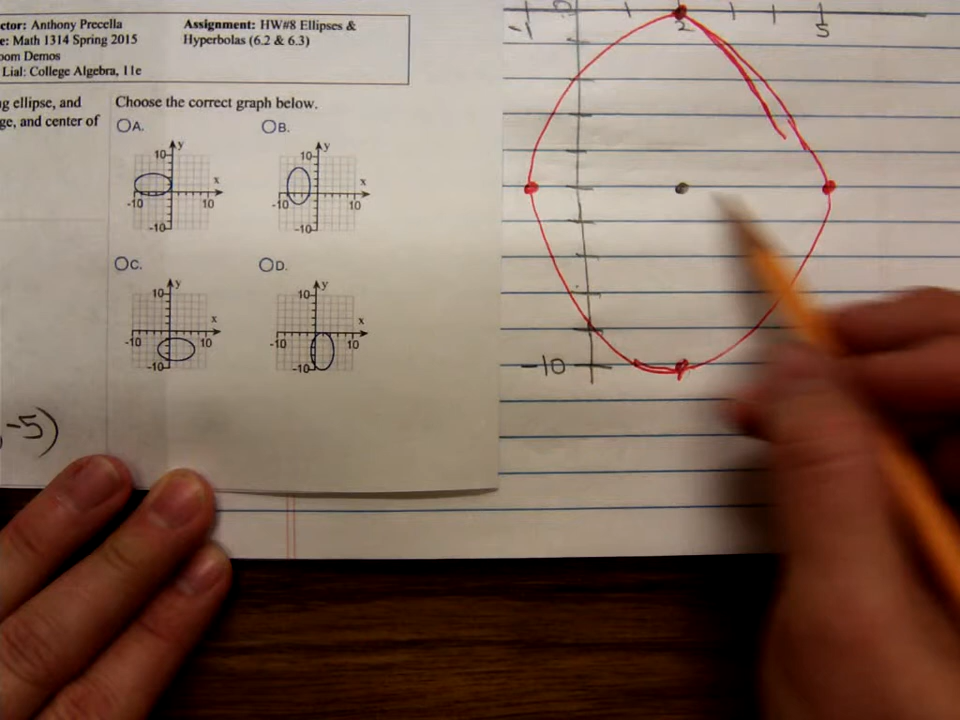 ctor: Anthony Precella
Assignment: HW#8 Ellipses &
e: Math 1314 Spring 2015
Hyperbolas (6.2 & 6.3)
oom Demos
Lial: College Algebra, 11e
ng ellipse, and
ge, and center of
Choose the correct graph below.
A.
B.
10 y
x
-10 10
-10
10 y
x
-10 10
-10
C.
D.
10 y
x
-10 10
-10
10 y
x
-10 10
-10
-5)
-1 0 2 5
-10